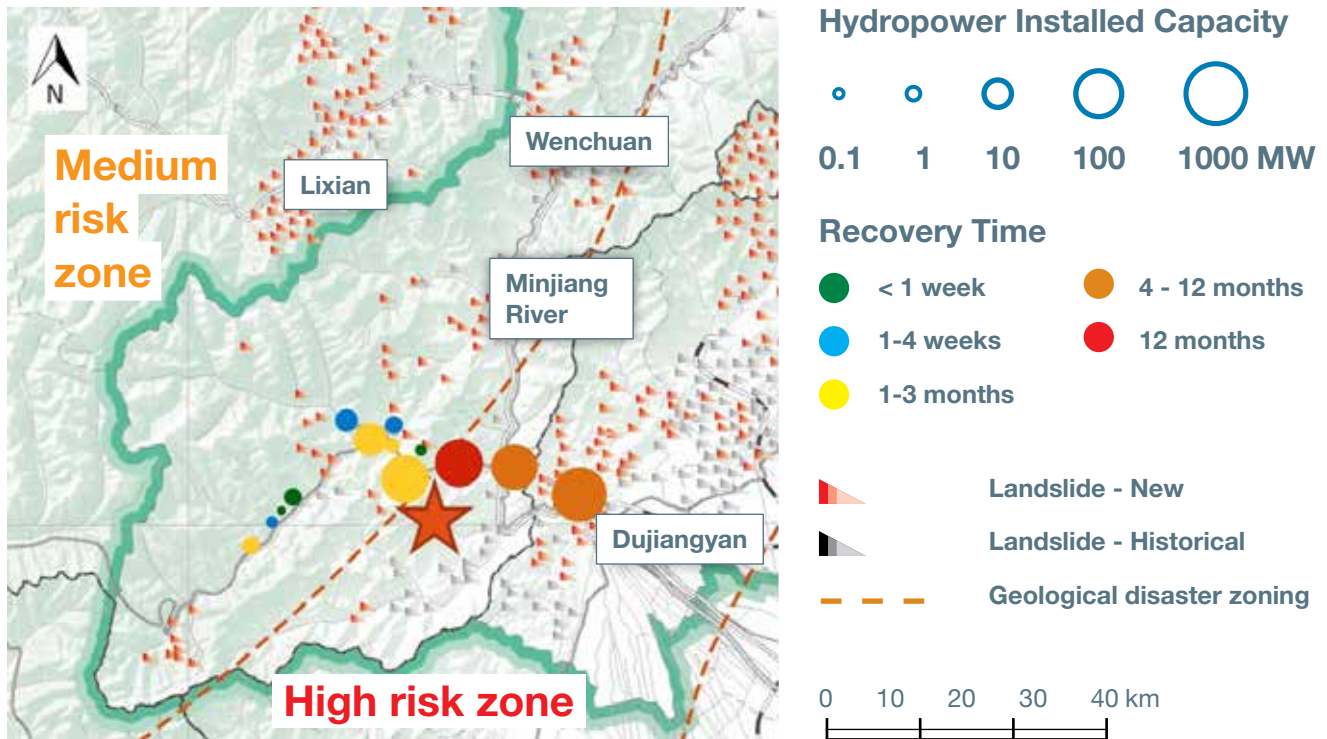 N
Medium
risk
zone
Lixian
Wenchuan
Minjiang
River
Dujiangyan
High risk zone
Hydropower Installed Capacity
0.1 1 10 100 1000 MW
Recovery Time
< 1 week
4 - 12 months
1-4 weeks
12 months
1-3 months
Landslide - New
Landslide - Historical
Geological disaster zoning
0 10 20 30 40 km